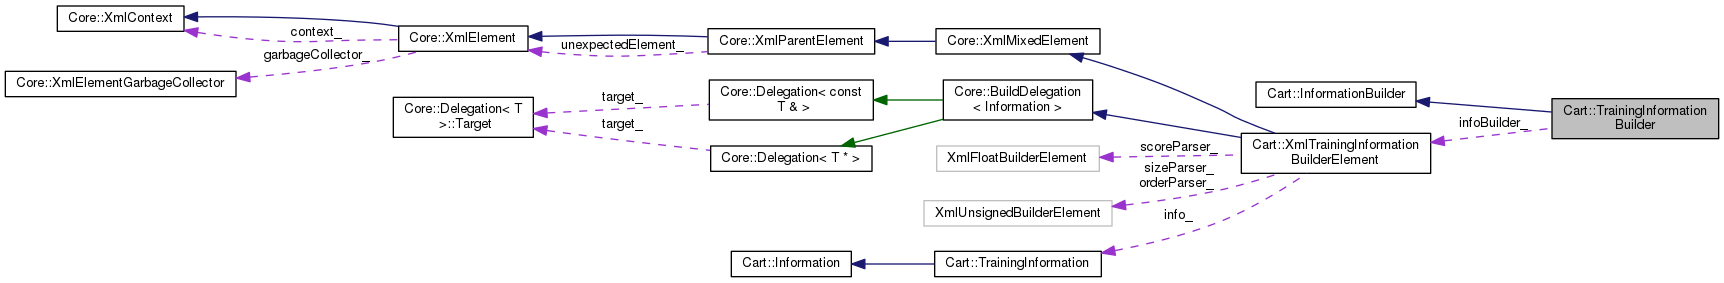 Core::XmlContext
context_
garbageCollector_
Core::XmlElementGarbageCollector
Core::XmlElement
unexpectedElement_
Core::XmlParentElement
Core::XmlMixedElement
Core::Delegation< T
>::Target
target_
target_
Core::Delegation< const
T & >
Core::Delegation< T * >
Core::BuildDelegation
< Information >
XmlFloatBuilderElement
scoreParser_
sizeParser_
orderParser_
XmlUnsignedBuilderElement
info_
Cart::Information
Cart::TrainingInformation
Cart::InformationBuilder
Cart::XmlTrainingInformation
BuilderElement
infoBuilder_
Cart::TrainingInformation
Builder